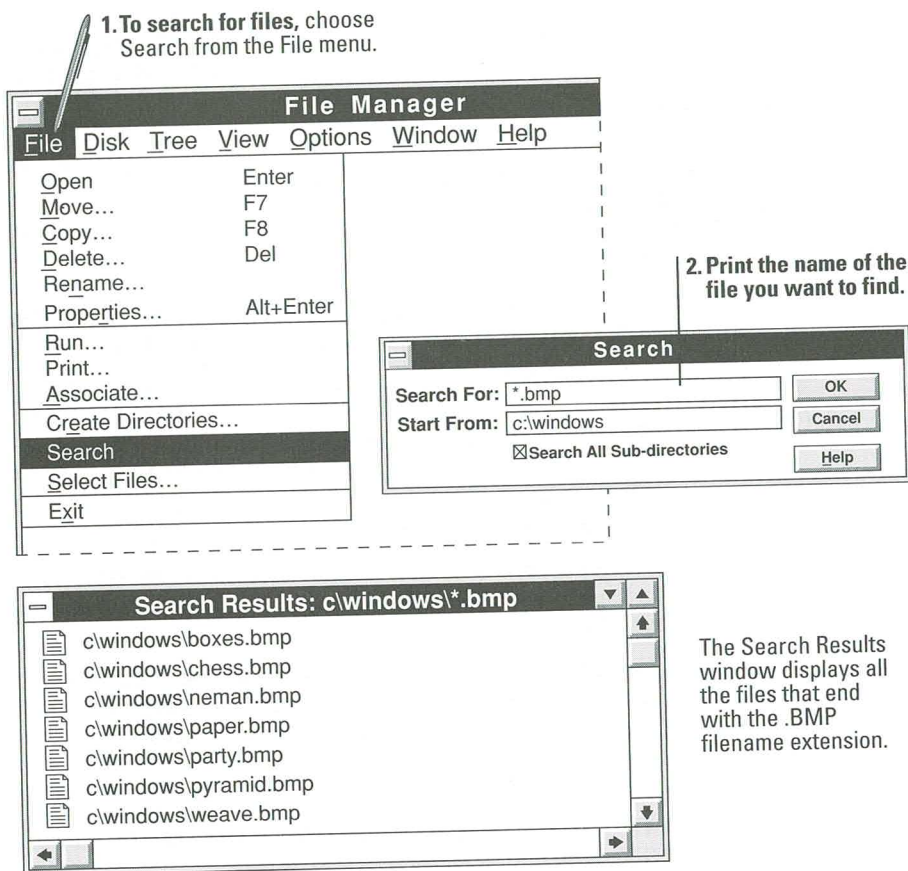 1. To search for files, choose
Search from the File menu.
File Manager
File Disk Tree View Options Window Help
Open Enter
Move... F7
Copy... F8
Delete... Del
Rename...
Properties... Alt+Enter
Run...
Print...
Associate...
Create Directories...
Search
Select Files...
Exit
2. Print the name of the
file you want to find.
Search
Search For: *.bmp OK
Start From: c:\windows Cancel
☒Search All Sub-directories
Help
Search Results: c\windows\*.bmp
c\windows\boxes.bmp
c\windows\chess.bmp
c\windows\neman.bmp
c\windows\paper.bmp
c\windows\party.bmp
c\windows\pyramid.bmp
c\windows\weave.bmp
The Search Results
window displays all
the files that end
with the .BMP
filename extension.